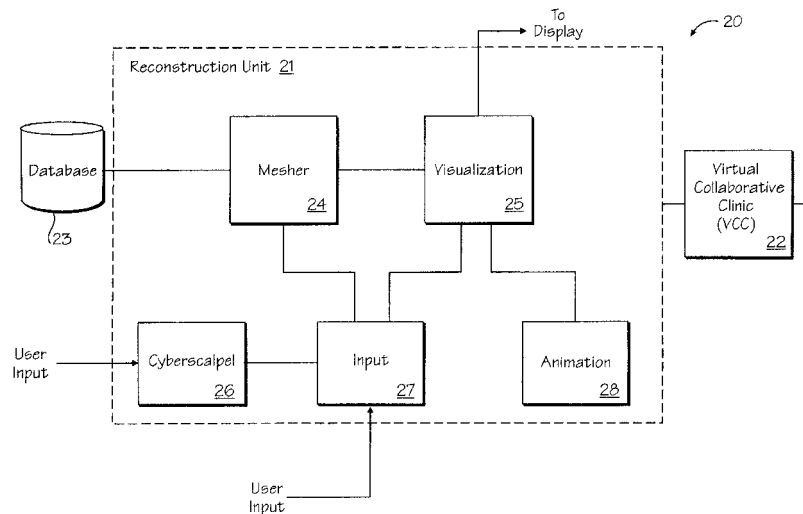 To
Display
20
Reconstruction Unit 21
Database
23
Mesher
24
Visualization
25
Virtual
Collaborative
Clinic
(VCC)
22
User
Input
Cyberscalpel
26
Input
27
Animation
28
User
Input